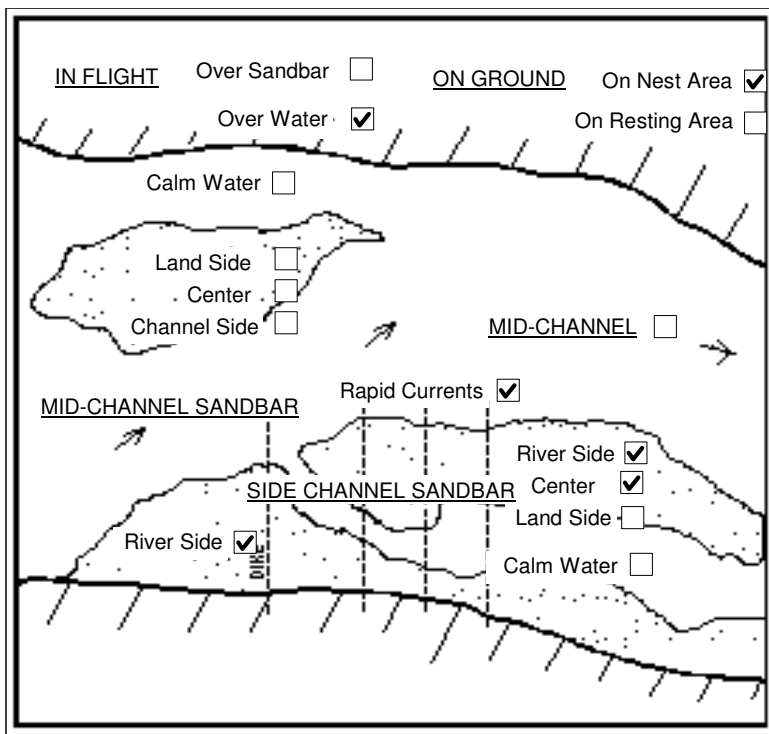 IN FLIGHT Over Sandbar ON GROUND On Nest Area
Over Water On Resting Area
Calm Water
Land Side
Center
Channel Side MID-CHANNEL
Rapid Currents
MID-CHANNEL SANDBAR
River Side
SIDE CHANNEL SANDBAR Center
Land Side
River Side DIKE
Calm Water